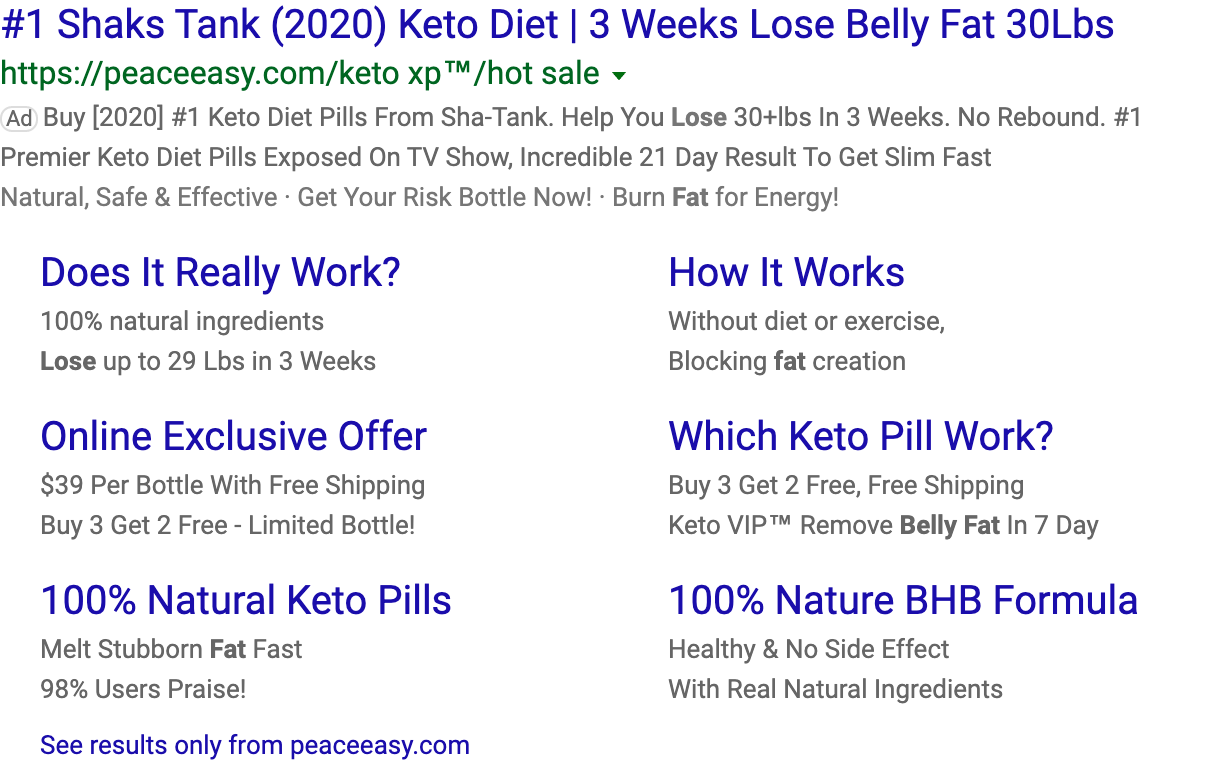 #1 Shaks Tank (2020) Keto Diet | 3 Weeks Lose Belly Fat 30Lbs
https://peaceeasy.com/keto xp™/hot sale
Ad Buy [2020] #1 Keto Diet Pills From Sha-Tank. Help You Lose 30+lbs In 3 Weeks. No Rebound. #1
Premier Keto Diet Pills Exposed On TV Show, Incredible 21 Day Result To Get Slim Fast
Natural, Safe & Effective · Get Your Risk Bottle Now! · Burn Fat for Energy!
Does It Really Work?
100% natural ingredients
Lose up to 29 Lbs in 3 Weeks
How It Works
Without diet or exercise,
Blocking fat creation
Online Exclusive Offer
$39 Per Bottle With Free Shipping
Buy 3 Get 2 Free - Limited Bottle!
Which Keto Pill Work?
Buy 3 Get 2 Free, Free Shipping
Keto VIP™ Remove Belly Fat In 7 Day
100% Natural Keto Pills
Melt Stubborn Fat Fast
98% Users Praise!
100% Nature BHB Formula
Healthy & No Side Effect
With Real Natural Ingredients
See results only from peaceeasy.com